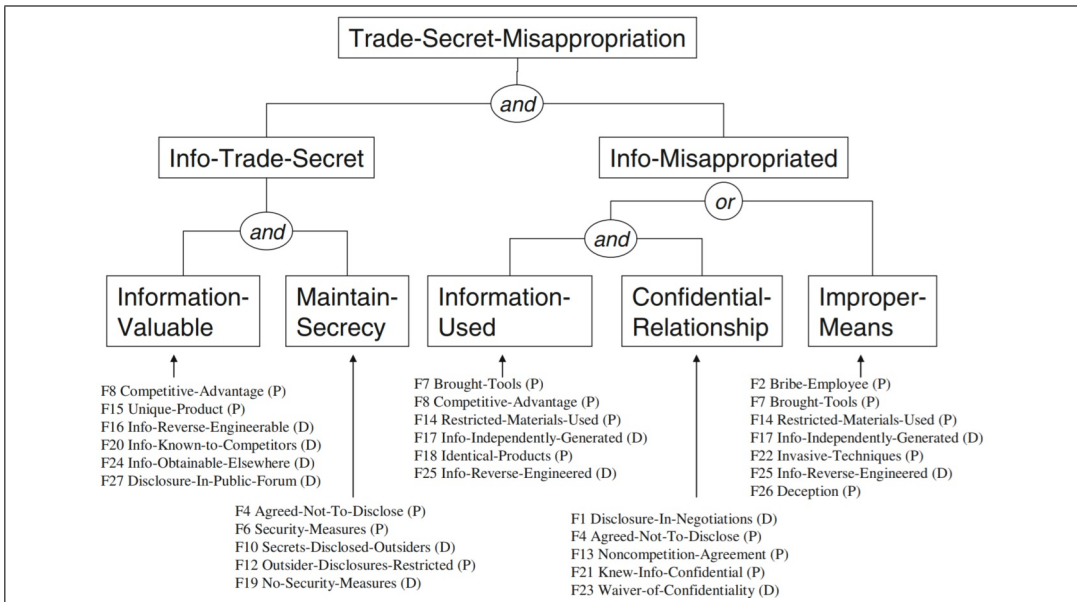 Trade-Secret-Misappropriation
and
Info-Trade-Secret
Info-Misappropriated
or
and
and
Information-
Valuable
Maintain-
Secrecy
Information-
Used
Confidential-
Relationship
Improper-
Means
F8 Competitive-Advantage (P)
F15 Unique-Product (P)
F16 Info-Reverse-Engineerable (D)
F20 Info-Known-to-Competitors (D)
F24 Info-Obtainable-Elsewhere (D)
F27 Disclosure-In-Public-Forum (D)
F4 Agreed-Not-To-Disclose (P)
F6 Security-Measures (P)
F10 Secrets-Disclosed-Outsiders (D)
F12 Outsider-Disclosures-Restricted (P)
F19 No-Security-Measures (D)
F7 Brought-Tools (P)
F8 Competitive-Advantage (P)
F14 Restricted-Materials-Used (P)
F17 Info-Independently-Generated (D)
F18 Identical-Products (P)
F25 Info-Reverse-Engineered (D)
F1 Disclosure-In-Negotiations (D)
F4 Agreed-Not-To-Disclose (P)
F13 Noncompetition-Agreement (P)
F21 Knew-Info-Confidential (P)
F23 Waiver-of-Confidentiality (D)
F2 Bribe-Employee (P)
F7 Brought-Tools (P)
F14 Restricted-Materials-Used (P)
F17 Info-Independently-Generated (D)
F22 Invasive-Techniques (P)
F25 Info-Reverse-Engineered (D)
F26 Deception (P)